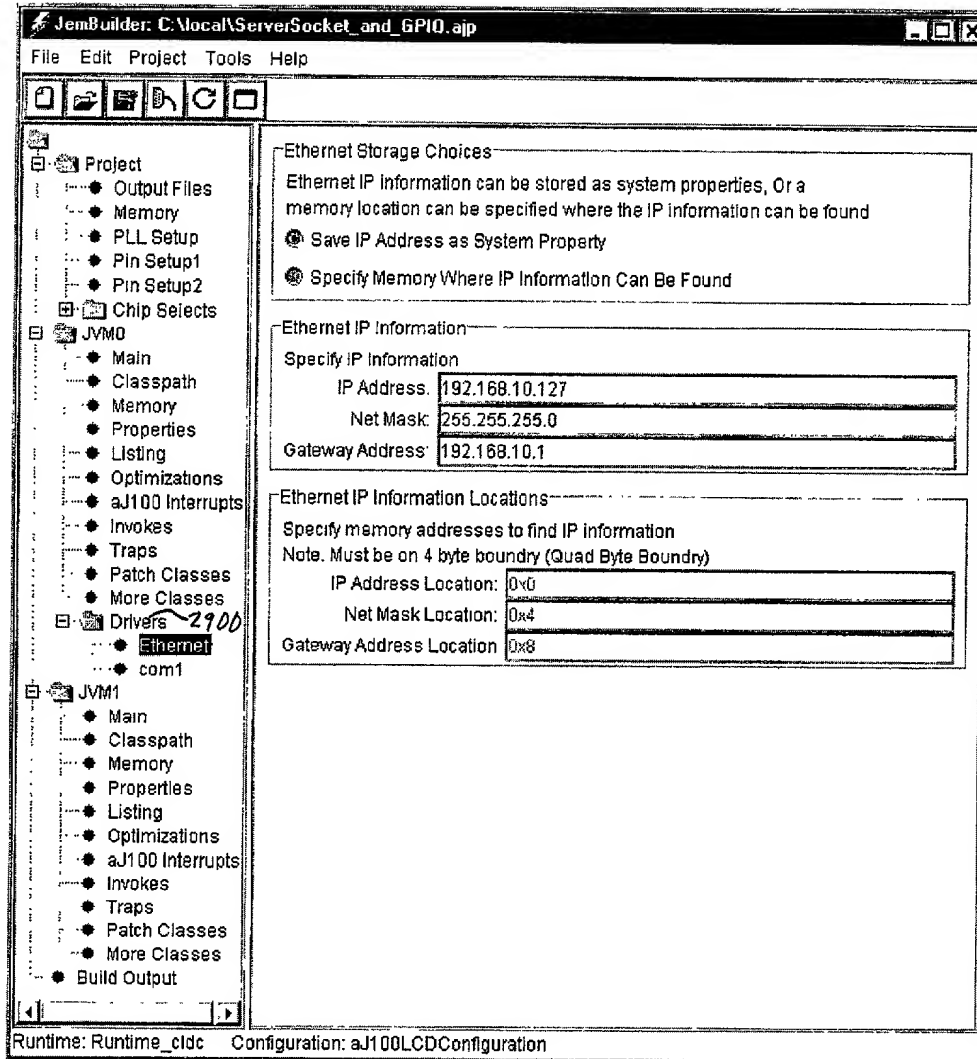 JemBuilder: C:\local\ServerSocket_and_GPIO.ajp
File Edit Project Tools Help
Project
Output Files
Memory
PLL Setup
Pin Setup1
Pin Setup2
Chip Selects
JVM0
Main
Classpath
Memory
Properties
Listing
Optimizations
aJ100 Interrupts
Invokes
Traps
Patch Classes
More Classes
Drivers 2900
Ethernet
com1
JVM1
Main
Classpath
Memory
Properties
Listing
Optimizations
aJ100 Interrupts
Invokes
Traps
Patch Classes
More Classes
Build Output
Ethernet Storage Choices
Ethernet IP information can be stored as system properties, Or a
memory location can be specified where the IP information can be found
Save IP Address as System Property
Specify Memory Where IP Information Can Be Found
Ethernet IP Information
Specify IP Information
IP Address. 192.168.10.127
Net Mask: 255.255.255.0
Gateway Address: 192.168.10.1
Ethernet IP Information Locations
Specify memory addresses to find IP information
Note. Must be on 4 byte boundry (Quad Byte Boundry)
IP Address Location: 0x0
Net Mask Location: 0x4
Gateway Address Location 0x8
Runtime: Runtime_cldc Configuration: aJ100LCDConfiguration